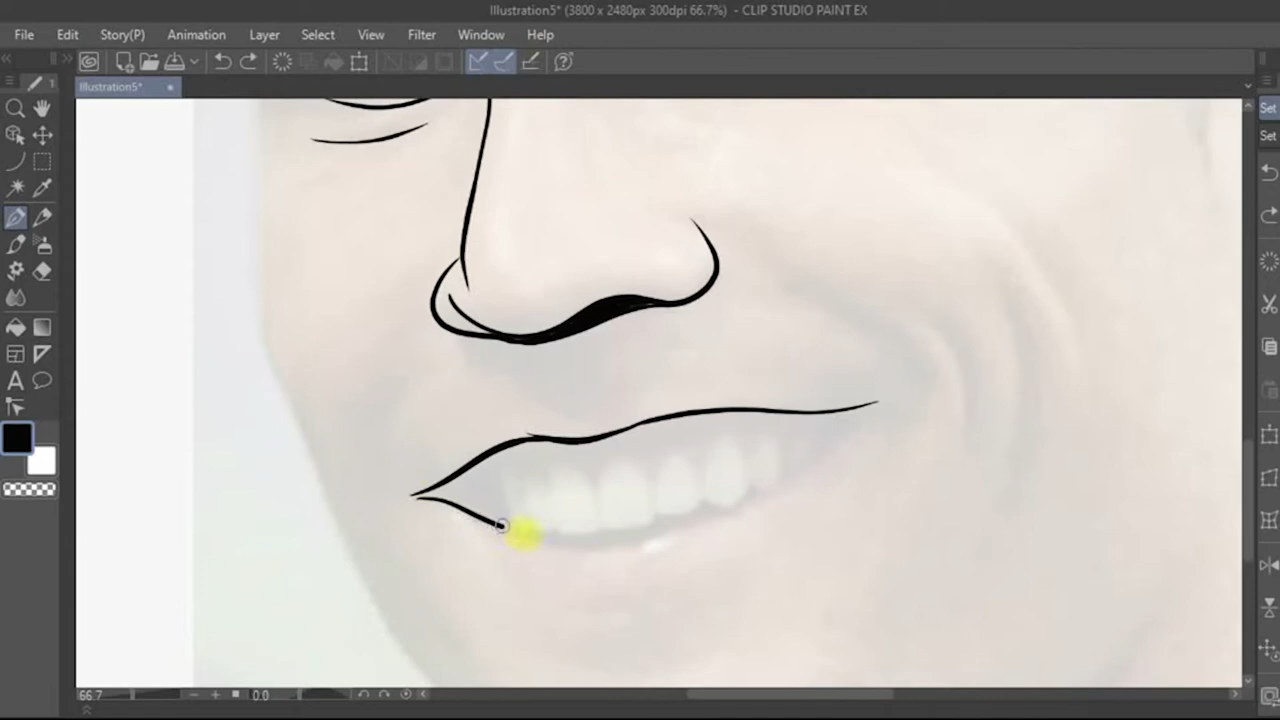 Illustration5* (3800 x 2480px 300dpi 66.7%) - CLIP STUDIO PAINT EX
File Edit Story(P) Animation Layer Select View Filter Window Help
Illustration5*
Set
Set
66.7
0.0